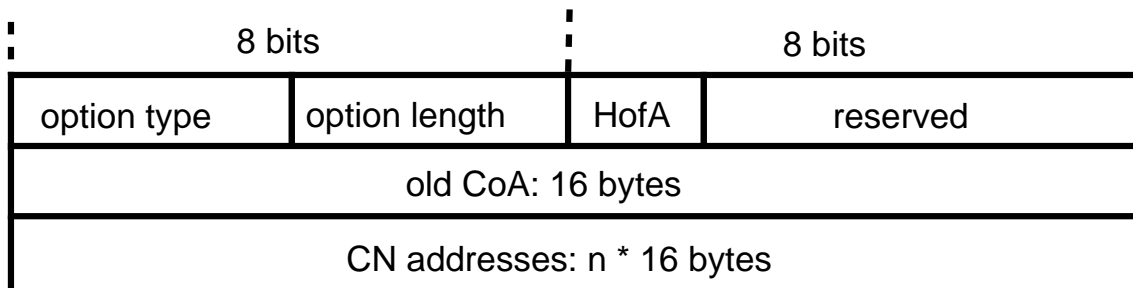 8 bits 8 bits
option type option length HofA reserved
old CoA: 16 bytes
CN addresses: n * 16 bytes